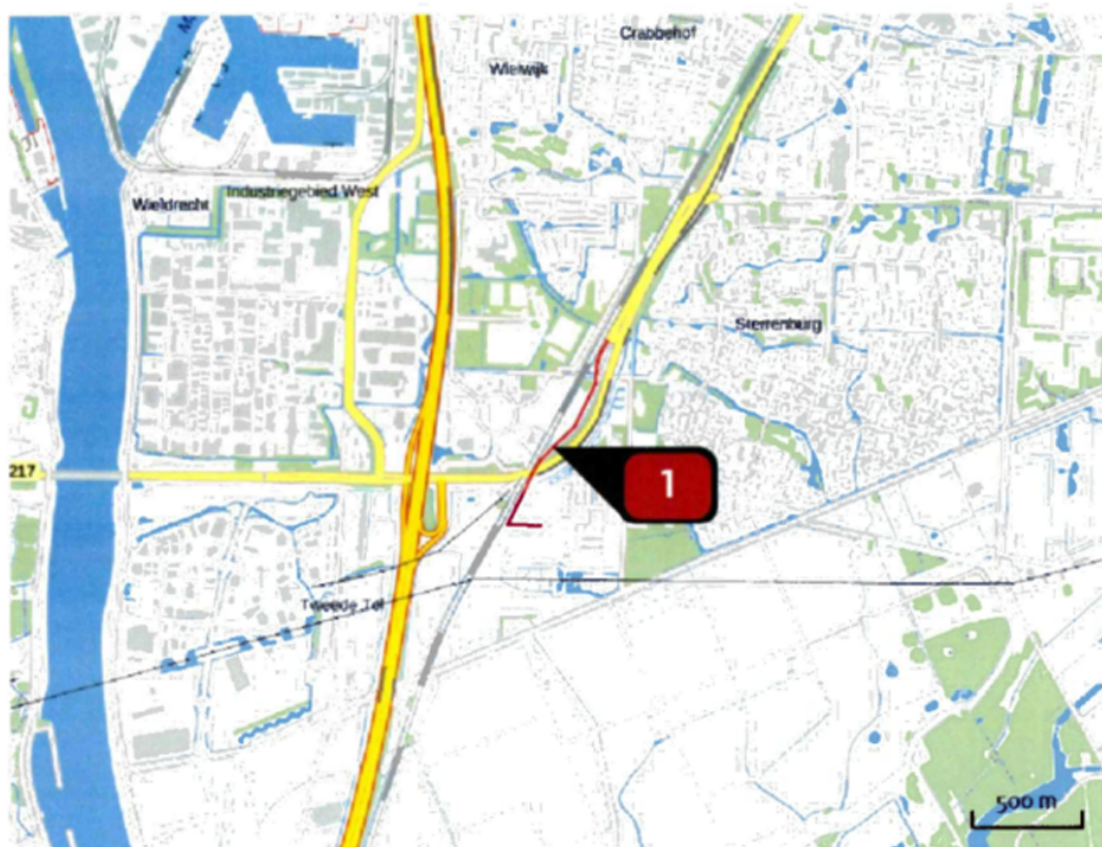 Crabbehof
Wielwijk
Industriegebied West
Wieldrecht
Sterrenburg
217
1
Tweede Tol
500 m